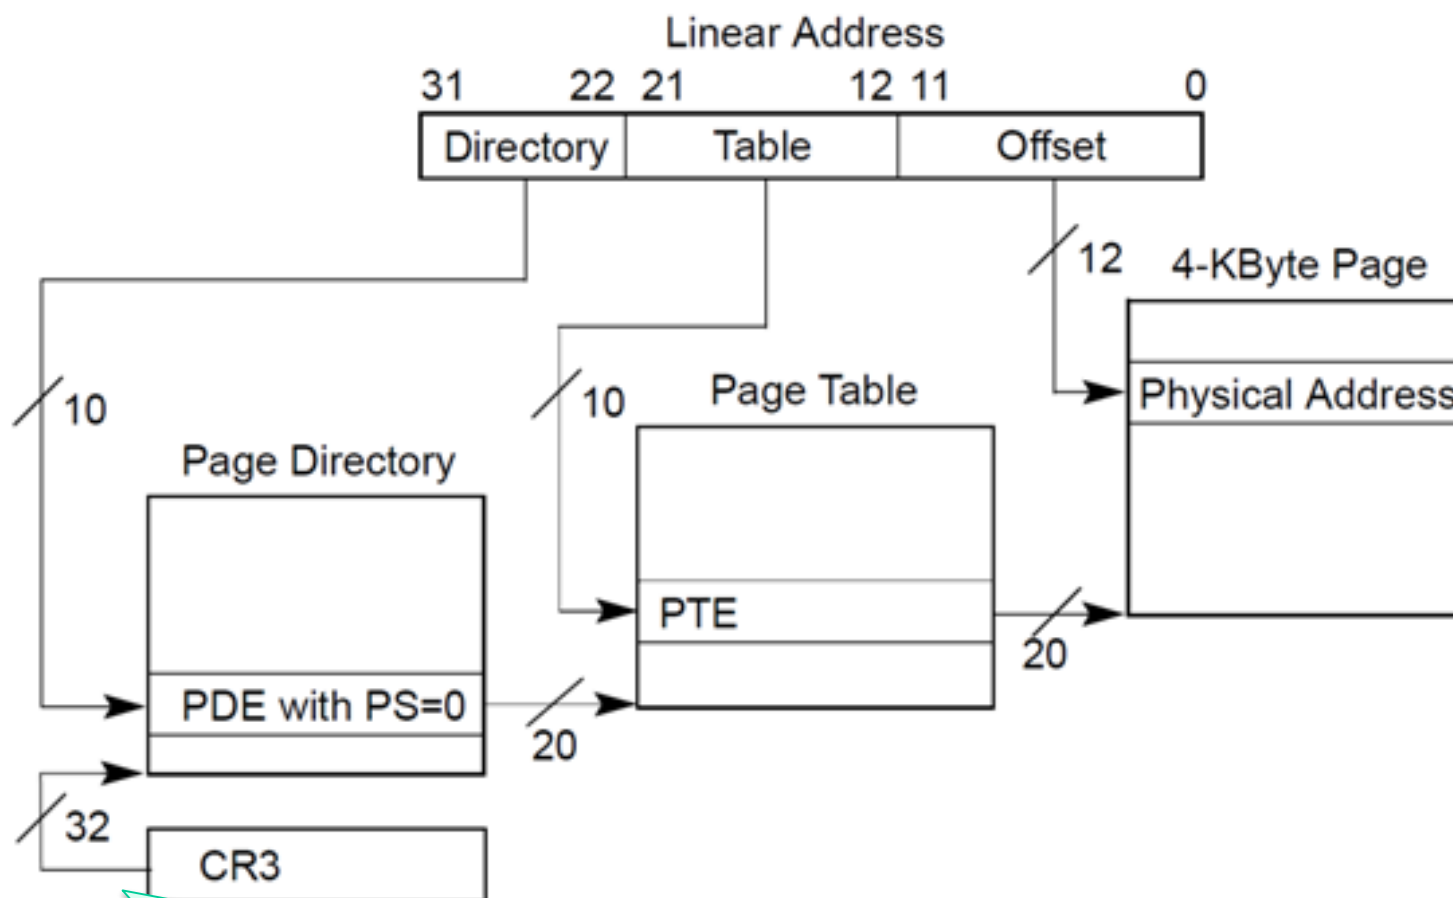 Linear Address
31 22 21 12 11 0
Directory Table Offset
12
4-KByte Page
Physical Address
10
10
Page Table
Page Directory
PTE
20
PDE with PS=0
20
32
CR3